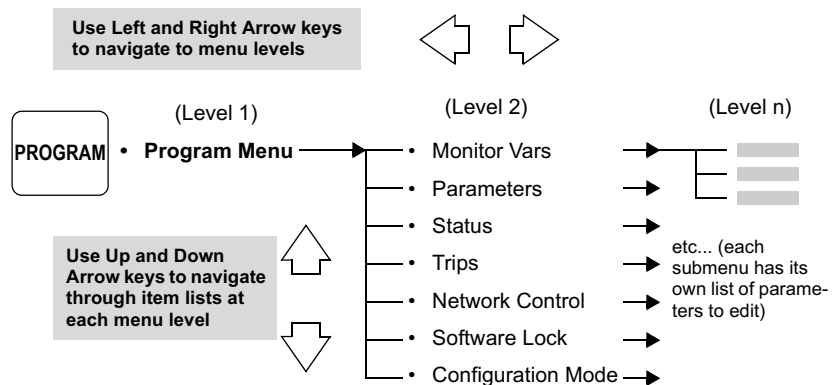 Use Left and Right Arrow keys
to navigate to menu levels
(Level 1)
(Level 2)
(Level n)
PROGRAM
• Program Menu
• Monitor Vars
• Parameters
• Status
• Trips
• Network Control
• Software Lock
• Configuration Mode
Use Up and Down
Arrow keys to navigate
through item lists at
each menu level
etc... (each
submenu has its
own list of parame-
ters to edit)